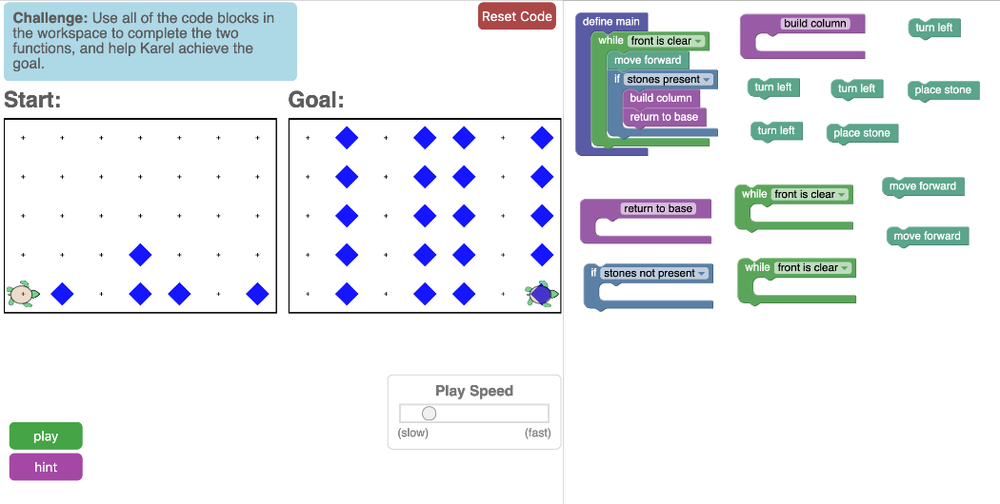 Challenge: Use all of the code blocks in
the workspace to complete the two
functions, and help Karel achieve the
goal.
Reset Code
Start:
Goal:
Play Speed
(slow)
(fast)
play
hint
define main
while front is clear
move forward
if stones present
build column
return to base
build column
turn left
turn left
turn left
place stone
turn left
place stone
return to base
while front is clear
move forward
move forward
if stones not present
while front is clear